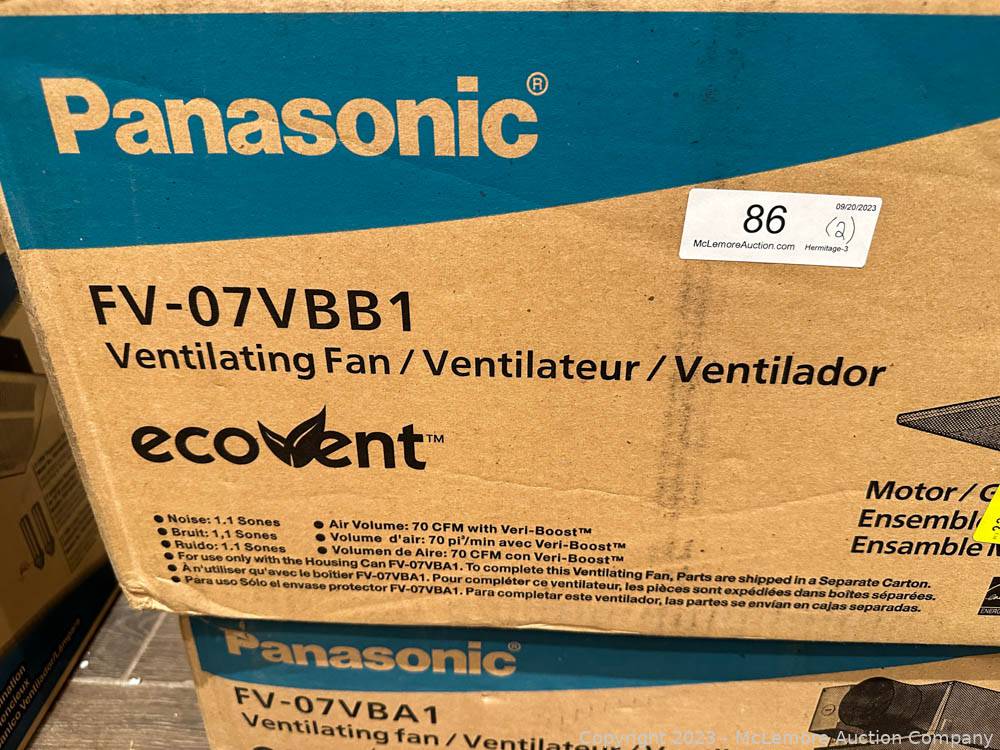 Panasonic®
86
09/20/2023
(2)
McLemoreAuction.com Hermitage-3
FV-07VBB1
Ventilating Fan / Ventilateur / Ventilador
ecovent™
Motor / G
Ensembl
Ensamble
● Noise: 1.1 Sones
● Bruit: 1,1 Sones
● Ruido: 1.1 Sones
● Air Volume: 70 CFM with Veri-Boost™
● Volume d'air: 70 pi³/min avec Veri-Boost™
● Volumen de Aire: 70 CFM con Veri-Boost™
● For use only with the Housing Can FV-07VBA1. To complete this Ventilating Fan, Parts are shipped in a Separate Carton.
● À n'utiliser qu'avec le boîtier FV-07VBA1. Pour compléter ce ventilateur, les pièces sont expédiées dans boîtes séparées.
● Para uso Sólo el envase protector FV-07VBA1. Para completar este ventilador, las partes se envían en cajas separadas.
Panasonic®
FV-07VBA1
Ventilating fan / Ventilateur /
Copyright 2023 - McLemore Auction Company